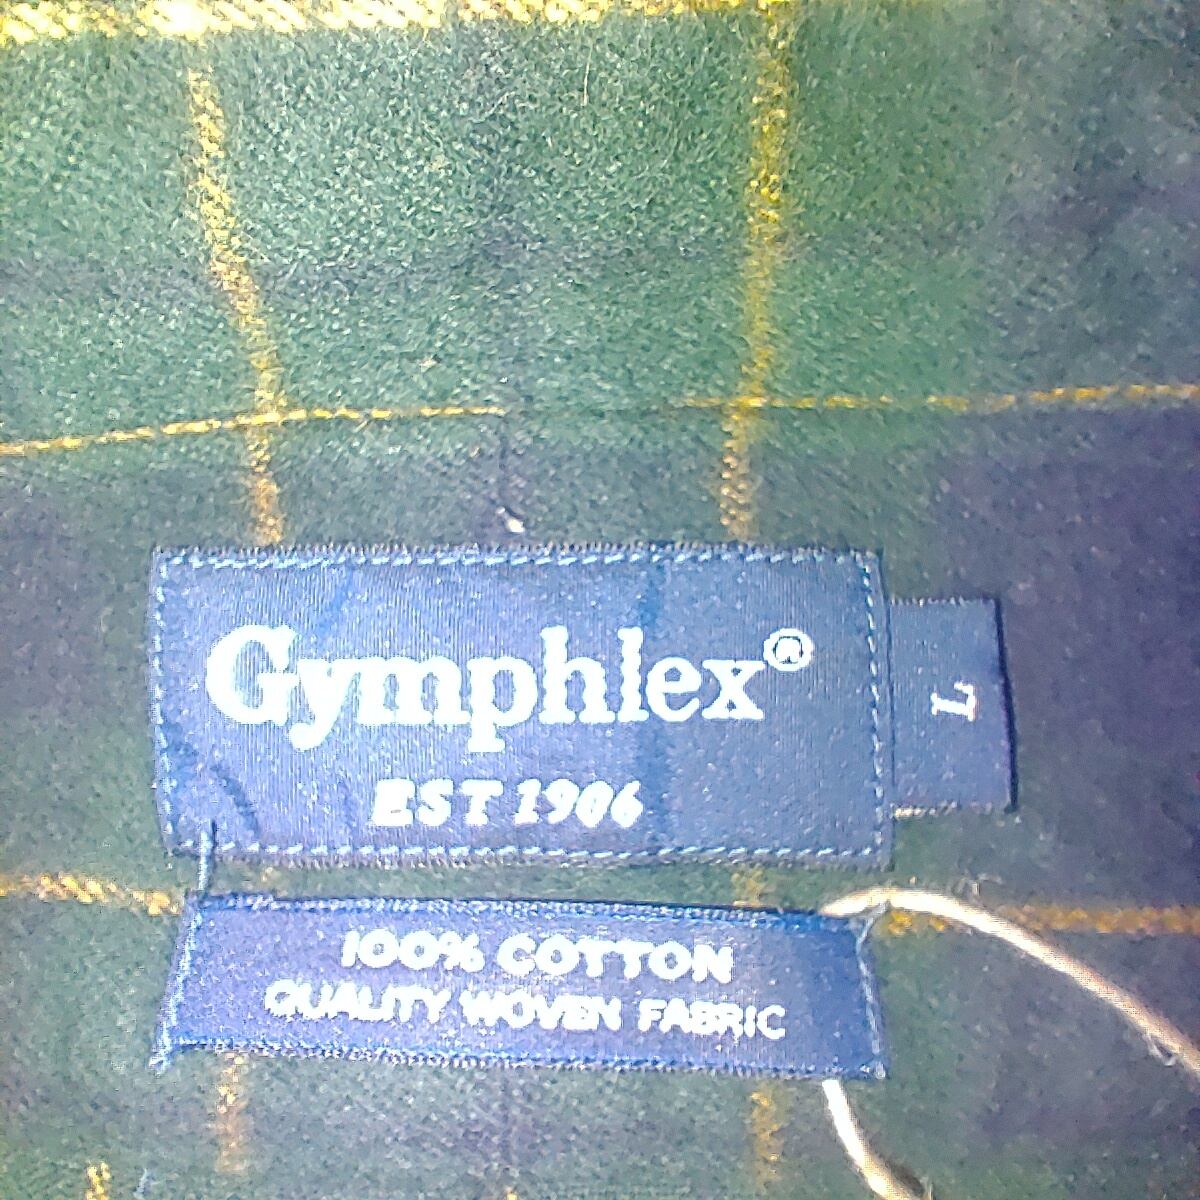 Gymphlex®
EST 1906
L
100% COTTON
QUALITY WOVEN FABRIC